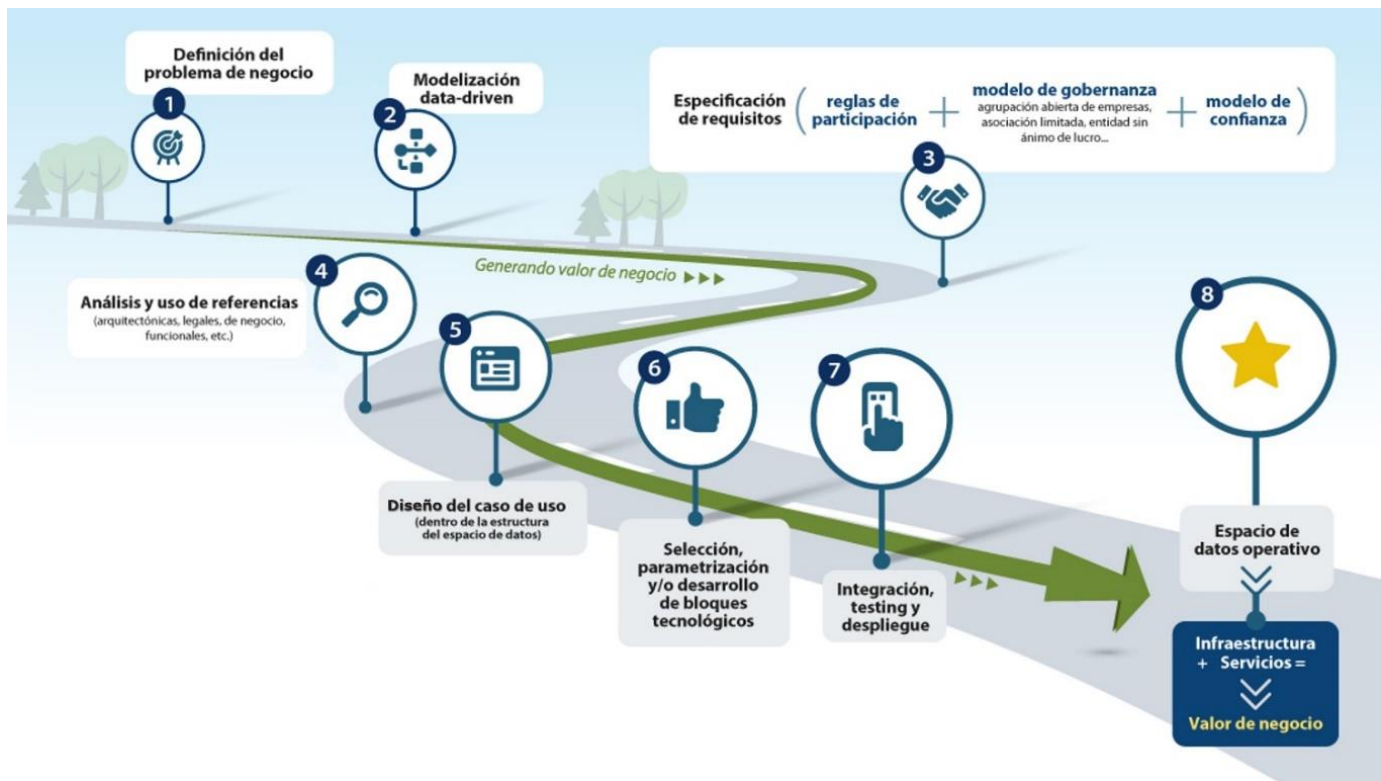 1
Definición del
problema de negocio
2
Modelización
data-driven
3
Especificación
de requisitos
(
reglas de
participación
+
modelo de gobernanza
agrupación abierta de empresas,
asociación limitada, entidad sin
ánimo de lucro...
+
modelo de
confianza
)
Generando valor de negocio
4
Análisis y uso de referencias
(arquitectónicas, legales, de negocio,
funcionales, etc.)
5
Diseño del caso de uso
(dentro de la estructura
del espacio de datos)
6
Selección,
parametrización
y/o desarrollo
de bloques
tecnológicos
7
Integración,
testing y
despliegue
8
Espacio de
datos operativo
Infraestructura
+ Servicios =
Valor de negocio